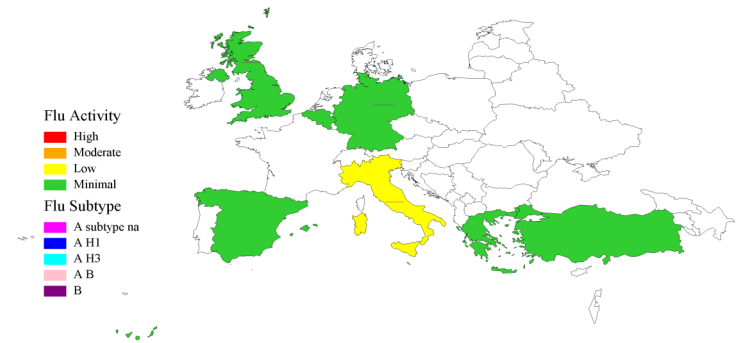 Flu Activity
High
Moderate
Low
Minimal
Flu Subtype
A subtype na
A H1
A H3
A B
B